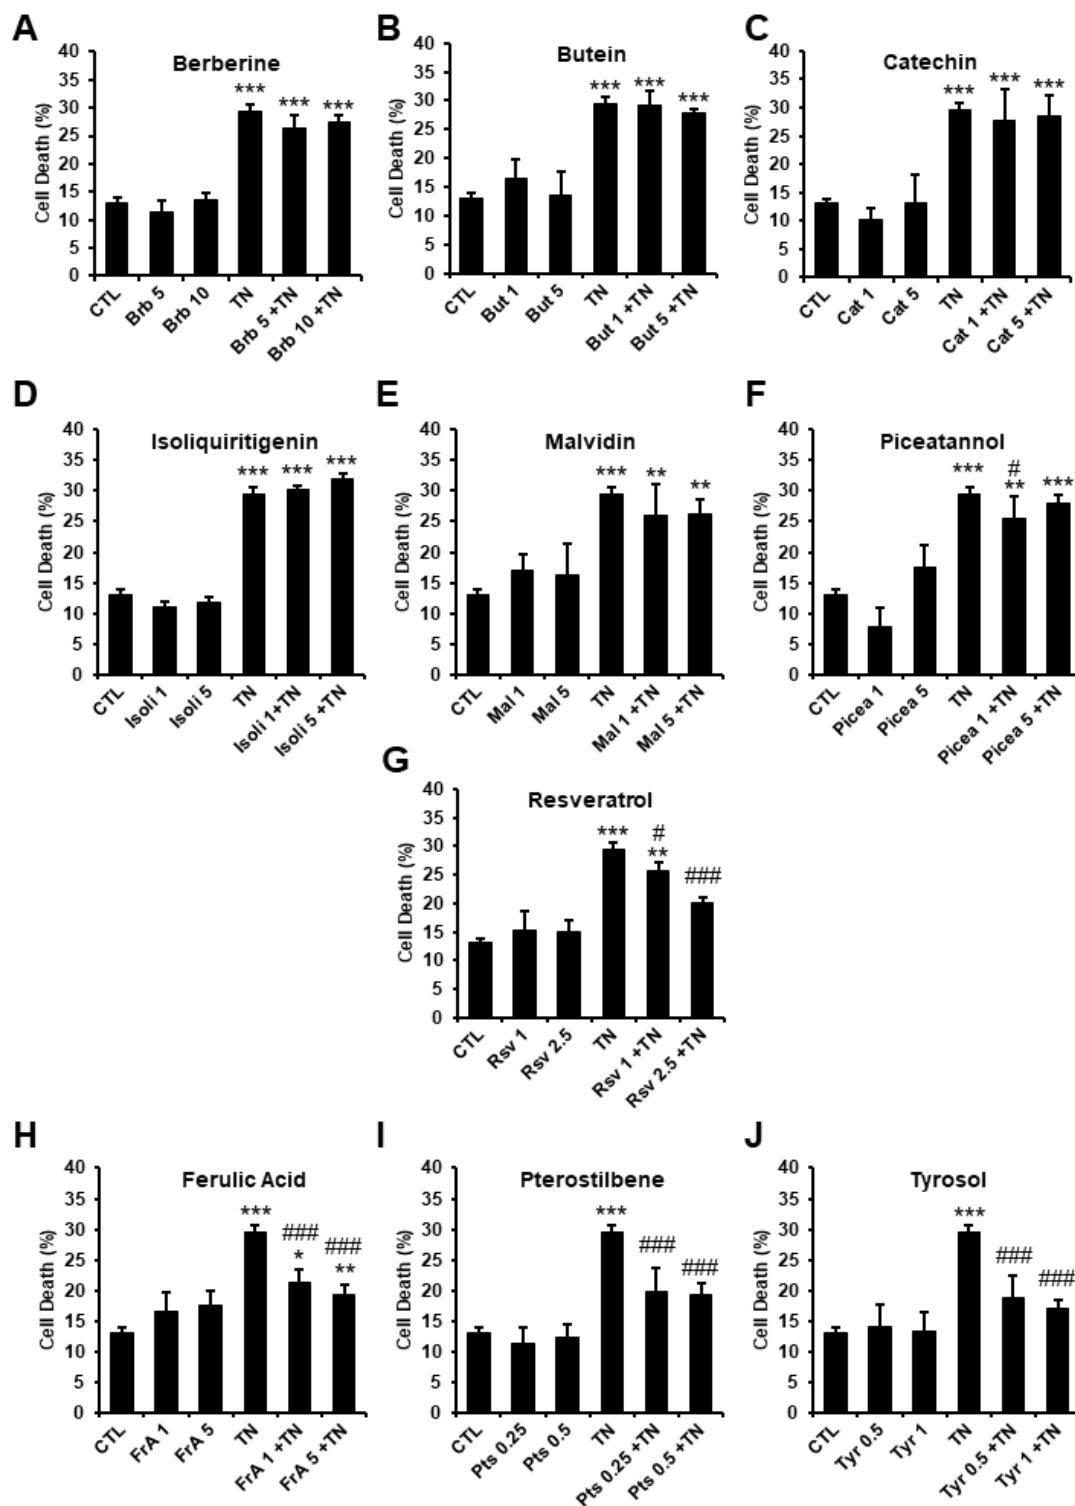 A
Berberine
Cell Death (%)
40
35
30
25
20
15
10
5
0
***
***
***
CTL
Brb 5
Brb 10
TN
Brb 5 +TN
Brb 10 +TN
B
Butein
Cell Death (%)
40
35
30
25
20
15
10
5
0
***
***
***
CTL
But 1
But 5
TN
But 1 +TN
But 5 +TN
C
Catechin
Cell Death (%)
40
35
30
25
20
15
10
5
0
***
***
***
CTL
Cat 1
Cat 5
TN
Cat 1 +TN
Cat 5 +TN
D
Isoliquiritigenin
Cell Death (%)
40
35
30
25
20
15
10
5
0
***
***
***
CTL
Isoli 1
Isoli 5
TN
Isoli 1+TN
Isoli 5 +TN
E
Malvidin
Cell Death (%)
40
35
30
25
20
15
10
5
0
***
**
**
CTL
Mal 1
Mal 5
TN
Mal 1 +TN
Mal 5 +TN
F
Piceatannol
Cell Death (%)
40
35
30
25
20
15
10
5
0
***
#
**
***
CTL
Picea 1
Picea 5
TN
Picea 1 +TN
Picea 5 +TN
G
Resveratrol
Cell Death (%)
40
35
30
25
20
15
10
5
0
***
#
**
###
CTL
Rsv 1
Rsv 2.5
TN
Rsv 1 +TN
Rsv 2.5 +TN
H
Ferulic Acid
Cell Death (%)
40
35
30
25
20
15
10
5
0
***
###
*
###
**
CTL
FrA 1
FrA 5
TN
FrA 1 +TN
FrA 5 +TN
I
Pterostilbene
Cell Death (%)
40
35
30
25
20
15
10
5
0
***
###
###
CTL
Pts 0.25
Pts 0.5
TN
Pts 0.25 +TN
Pts 0.5 +TN
J
Tyrosol
Cell Death (%)
40
35
30
25
20
15
10
5
0
***
###
###
CTL
Tyr 0.5
Tyr 1
TN
Tyr 0.5 +TN
Tyr 1 +TN